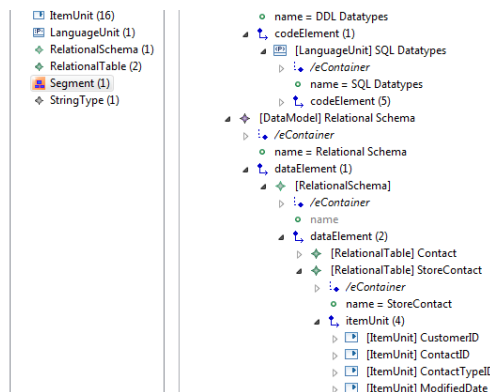 ItemUnit (16)
LanguageUnit (1)
RelationalSchema (1)
RelationalTable (2)
Segment (1)
StringType (1)
name = DDL Datatypes
codeElement (1)
[LanguageUnit] SQL Datatypes
/eContainer
name = SQL Datatypes
codeElement (5)
[DataModel] Relational Schema
/eContainer
name = Relational Schema
dataElement (1)
[RelationalSchema]
/eContainer
name
dataElement (2)
[RelationalTable] Contact
[RelationalTable] StoreContact
/eContainer
name = StoreContact
itemUnit (4)
[ItemUnit] CustomerID
[ItemUnit] ContactID
[ItemUnit] ContactTypeID
[ItemUnit] ModifiedDate